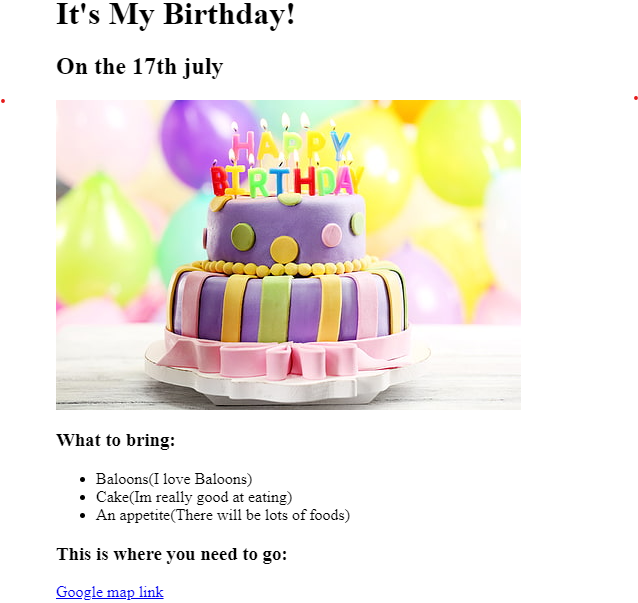 It's My Birthday!
On the 17th july
HAPPY
BIRTHDAY
What to bring:
Baloons(I love Baloons)
Cake(Im really good at eating)
An appetite(There will be lots of foods)
This is where you need to go:
Google map link